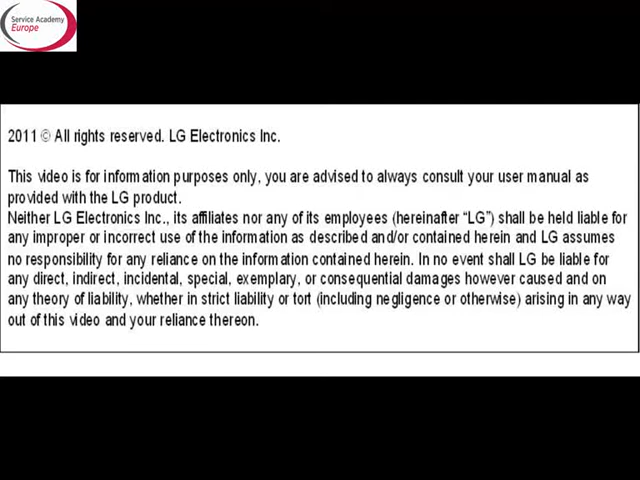 Service Academy
Europe
2011 © All rights reserved. LG Electronics Inc.
This video is for information purposes only, you are advised to always consult your user manual as
provided with the LG product.
Neither LG Electronics Inc., its affiliates nor any of its employees (hereinafter “LG”) shall be held liable for
any improper or incorrect use of the information as described and/or contained herein and LG assumes
no responsibility for any reliance on the information contained herein. In no event shall LG be liable for
any direct, indirect, incidental, special, exemplary, or consequential damages however caused and on
any theory of liability, whether in strict liability or tort (including negligence or otherwise) arising in any way
out of this video and your reliance thereon.